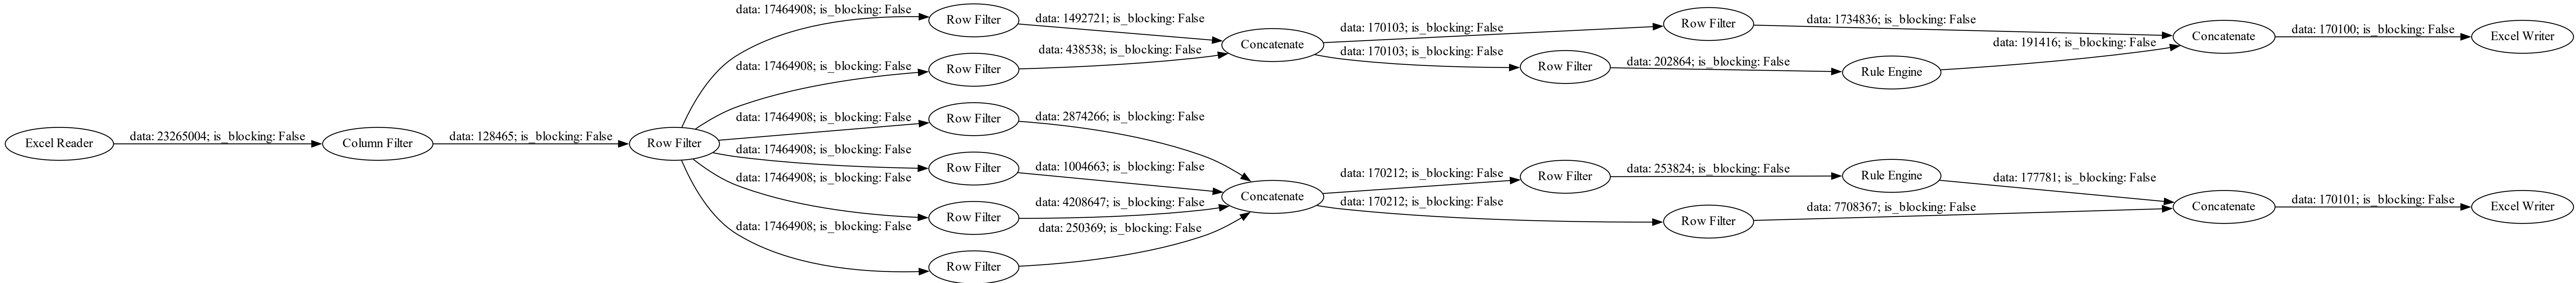 data: 17464908; is_blocking: False
Row Filter
data: 1492721; is_blocking: False
data: 170103; is_blocking: False
Row Filter
data: 1734836; is_blocking: False
Concatenate
Concatenate
data: 170100; is_blocking: False
Excel Writer
data: 438538; is_blocking: False
data: 170103; is_blocking: False
data: 191416; is_blocking: False
data: 17464908; is_blocking: False
Row Filter
Row Filter
data: 202864; is_blocking: False
Rule Engine
data: 17464908; is_blocking: False
Row Filter
data: 2874266; is_blocking: False
Excel Reader
data: 23265004; is_blocking: False
Column Filter
data: 128465; is_blocking: False
Row Filter
data: 17464908; is_blocking: False
Row Filter
data: 1004663; is_blocking: False
data: 170212; is_blocking: False
Row Filter
data: 253824; is_blocking: False
Rule Engine
data: 177781; is_blocking: False
data: 17464908; is_blocking: False
Row Filter
data: 4208647; is_blocking: False
Concatenate
data: 170212; is_blocking: False
Row Filter
data: 7708367; is_blocking: False
Concatenate
data: 170101; is_blocking: False
Excel Writer
data: 17464908; is_blocking: False
Row Filter
data: 250369; is_blocking: False